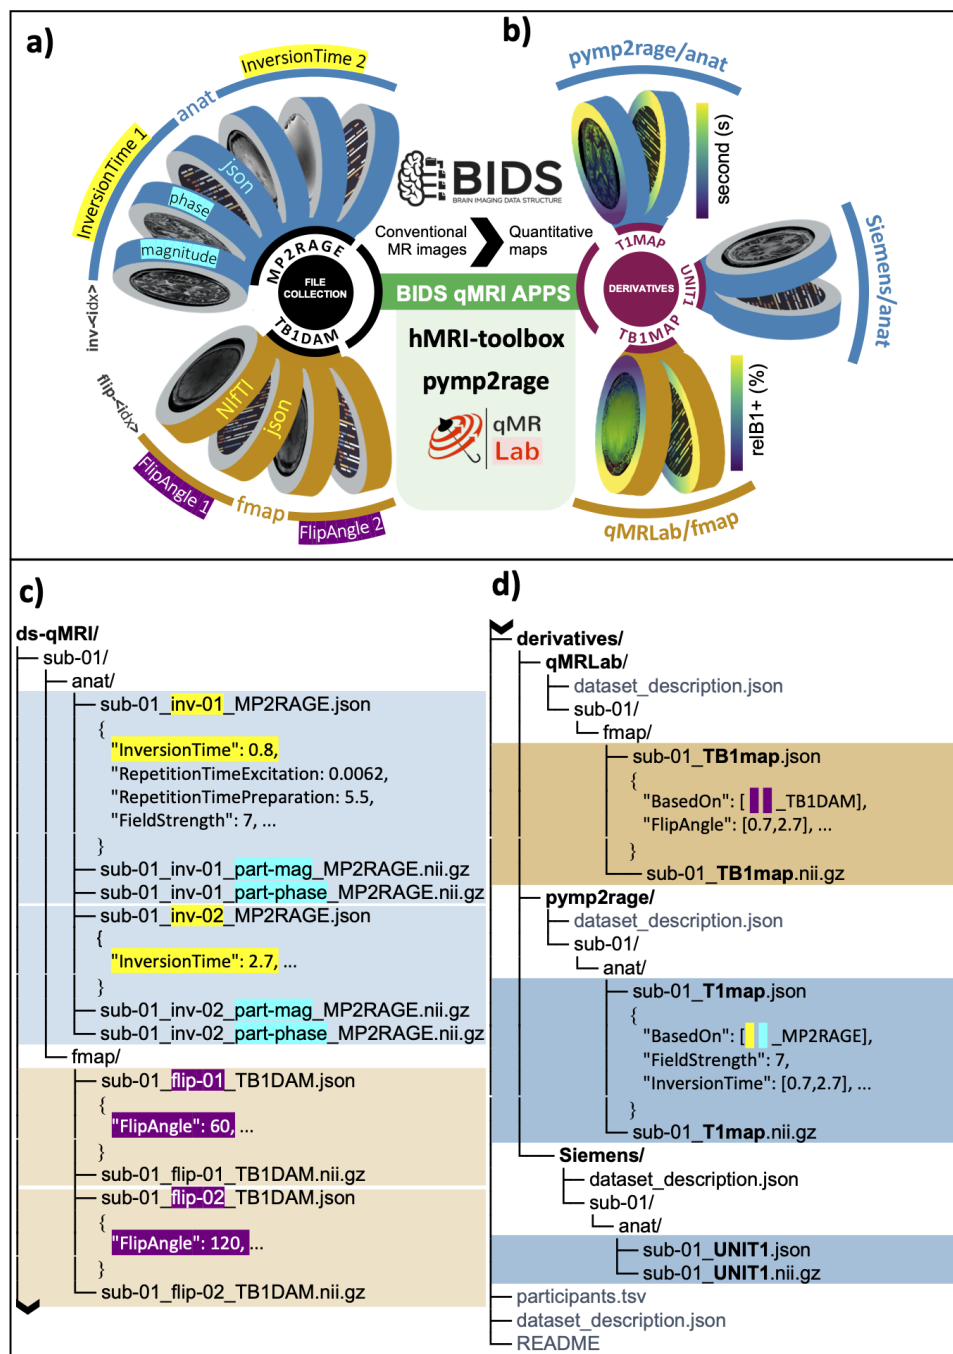 a)
InversionTime 2
anat
InversionTime 1
json
phase
magnitude
inv-<idx>
MP2RAGE
FILE
COLLECTION
TB1DAM
flip-<idx>
NIfTI
json
FlipAngle 1
fmap
FlipAngle 2
BIDS
BRAIN IMAGING DATA STRUCTURE
Conventional
MR images
Quantitative
maps
BIDS qMRI APPS
hMRI-toolbox
pymp2rage
qMR
Lab
b)
pymp2rage/anat
second (s)
T1MAP
UNIT1
DERIVATIVES
TB1MAP
Siemens/anat
relB1+ (%)
qMRLab/fmap
c)
ds-qMRI/
sub-01/
anat/
sub-01_inv-01_MP2RAGE.json
{
"InversionTime": 0.8,
"RepetitionTimeExcitation: 0.0062,
"RepetitionTimePreparation: 5.5,
"FieldStrength": 7, ...
}
sub-01_inv-01_part-mag_MP2RAGE.nii.gz
sub-01_inv-01_part-phase_MP2RAGE.nii.gz
sub-01_inv-02_MP2RAGE.json
{
"InversionTime": 2.7, ...
}
sub-01_inv-02_part-mag_MP2RAGE.nii.gz
sub-01_inv-02_part-phase_MP2RAGE.nii.gz
fmap/
sub-01_flip-01_TB1DAM.json
{
"FlipAngle": 60, ...
}
sub-01_flip-01_TB1DAM.nii.gz
sub-01_flip-02_TB1DAM.json
{
"FlipAngle": 120, ...
}
sub-01_flip-02_TB1DAM.nii.gz
d)
derivatives/
qMRLab/
dataset_description.json
sub-01/
fmap/
sub-01_TB1map.json
{
"BasedOn": [ _TB1DAM],
"FlipAngle": [0.7,2.7], ...
}
sub-01_TB1map.nii.gz
pymp2rage/
dataset_description.json
sub-01/
anat/
sub-01_T1map.json
{
"BasedOn": [ _MP2RAGE],
"FieldStrength": 7,
"InversionTime": [0.7,2.7], ...
}
sub-01_T1map.nii.gz
Siemens/
dataset_description.json
sub-01/
anat/
sub-01_UNIT1.json
sub-01_UNIT1.nii.gz
participants.tsv
dataset_description.json
README